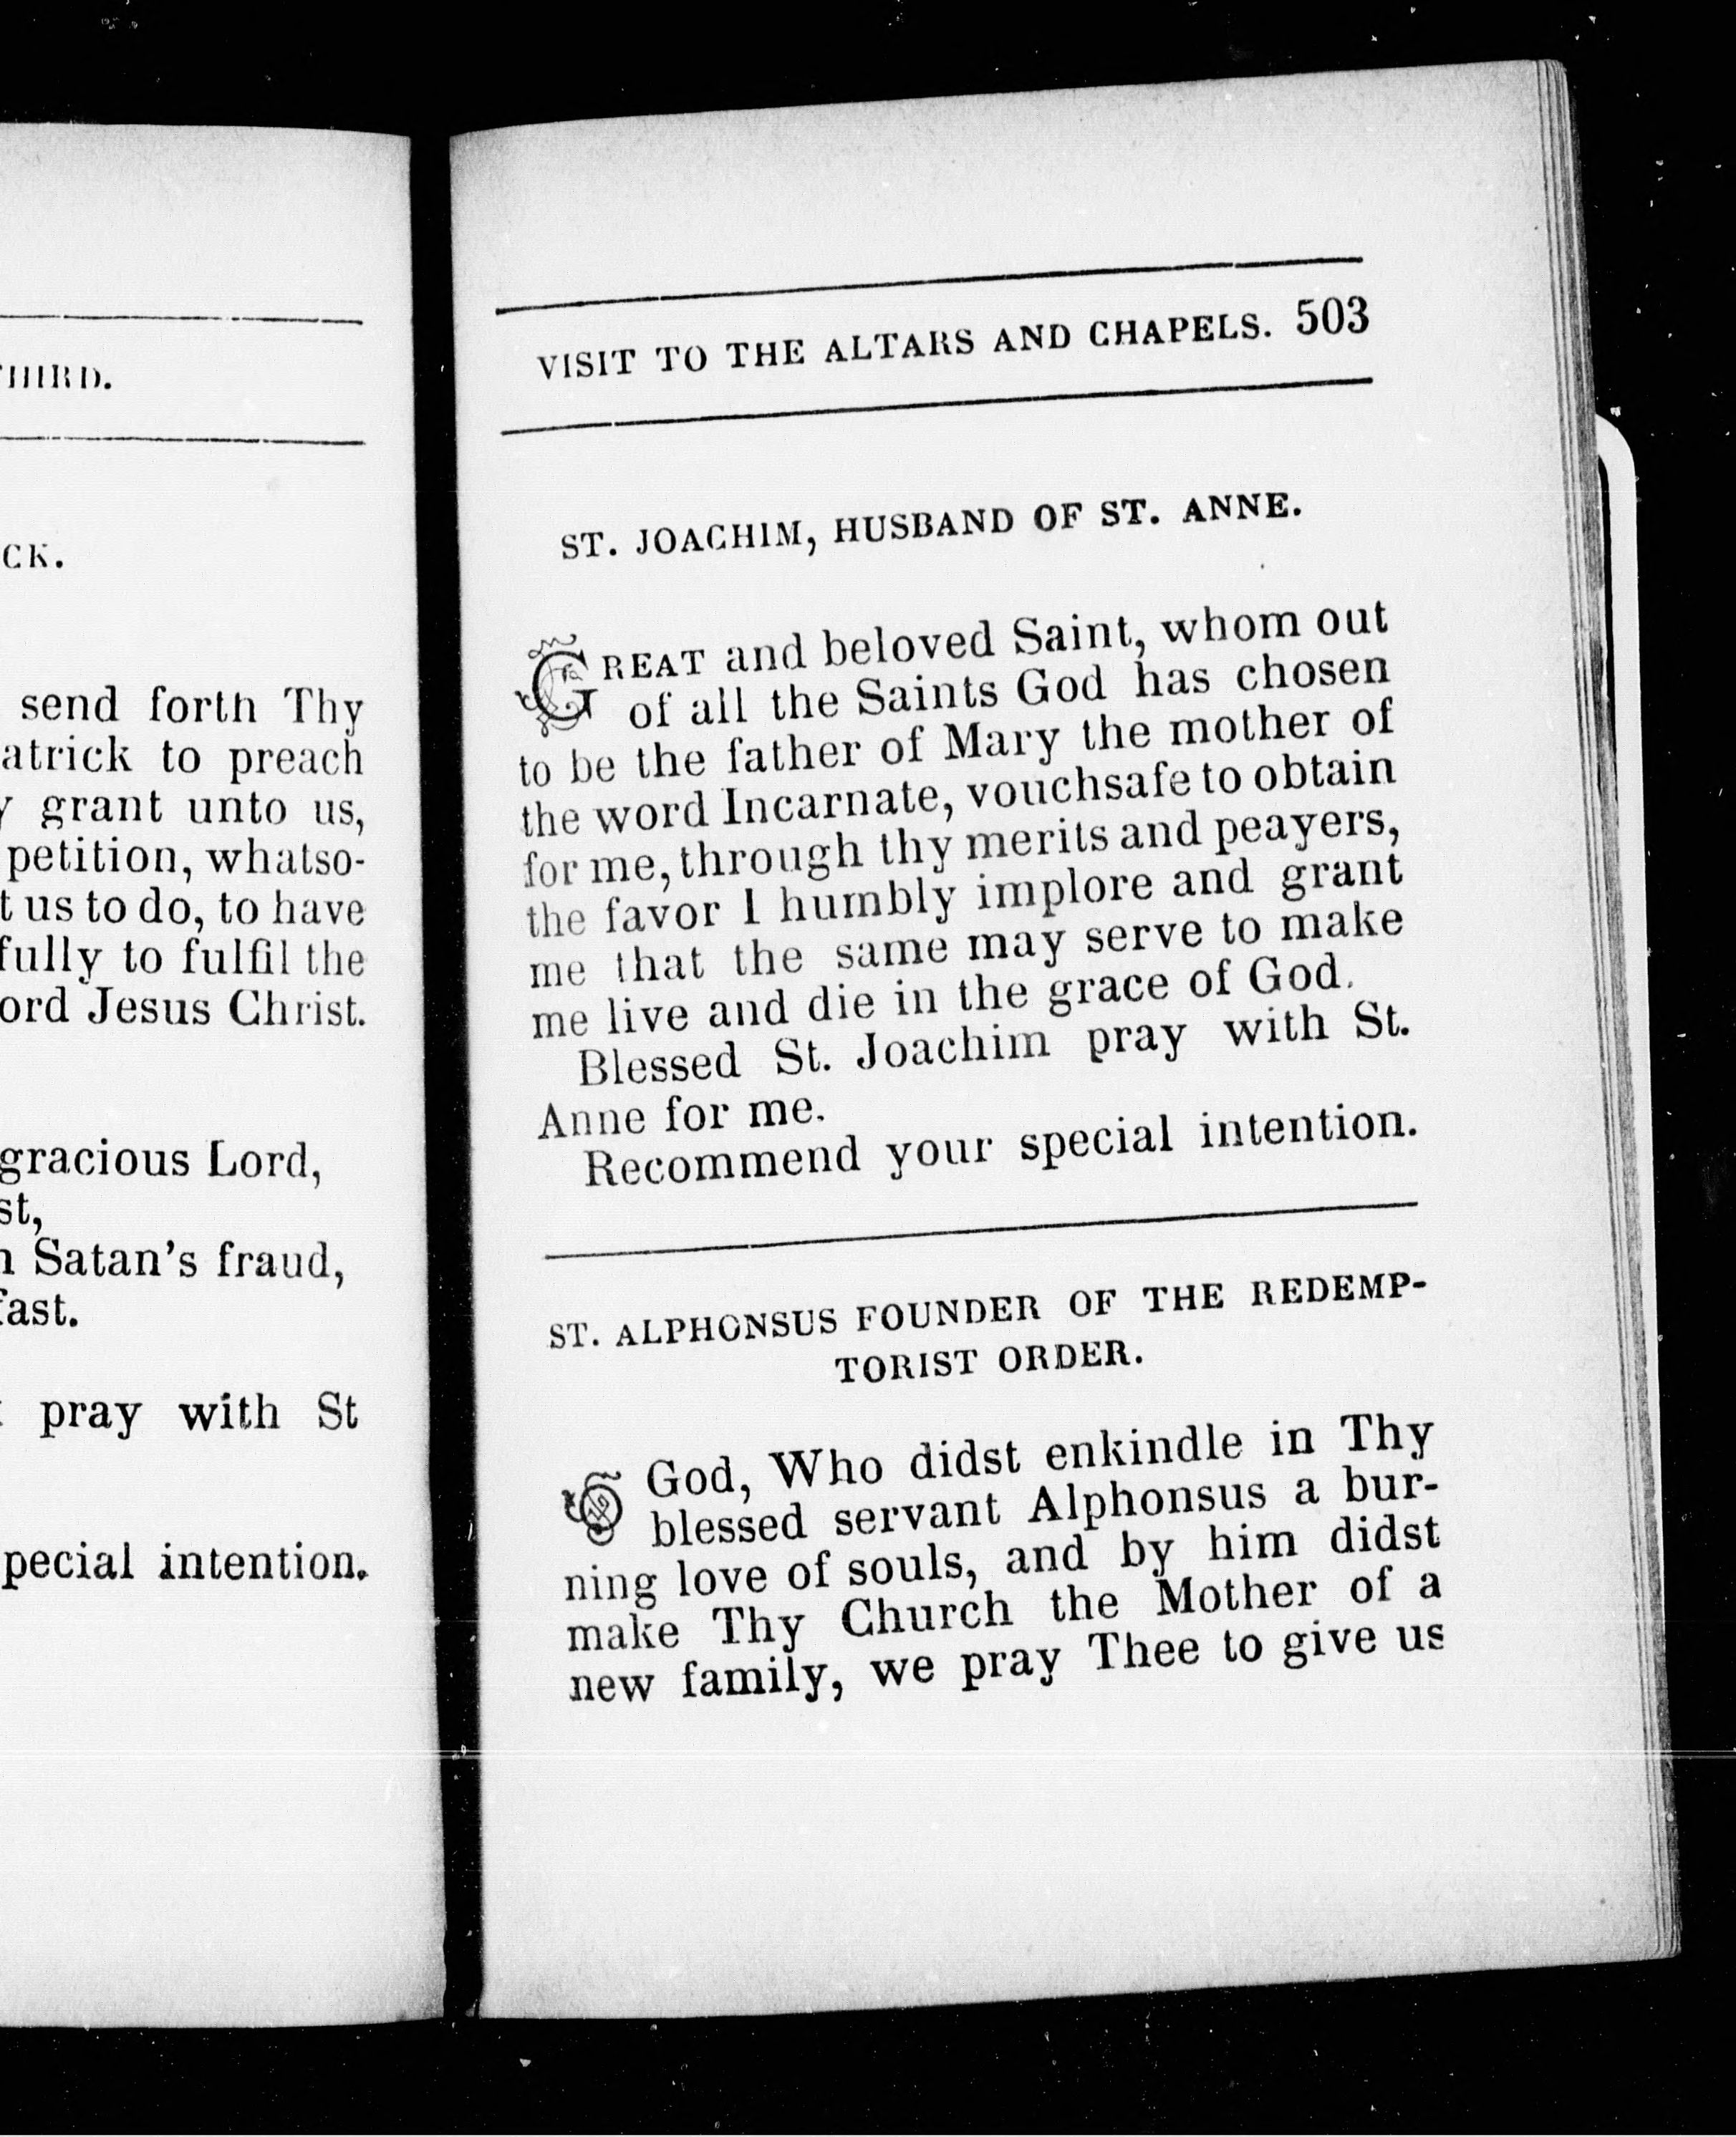 CK.
send forth Thy
atrick to preach
grant unto us,
petition, whatso-
t us to do, to have
fully to fulfil the
ord Jesus Christ.
gracious Lord,
st,
Satan's fraud,
fast.
pray with St
pecial intention.
VISIT TO THE ALTARS AND CHAPELS. 503
ST. JOACHIM, HUSBAND OF ST. ANNE.
GREAT and beloved Saint, whom out
of all the Saints God has chosen
to be the father of Mary the mother of
the word Incarnate, vouchsafe to obtain
for me, through thy merits and peayers,
the favor I humbly implore and grant
me that the same may serve to make
me live and die in the grace of God.
Blessed St. Joachim pray with St.
Anne for me.
Recommend your special intention.
ST. ALPHONSUS FOUNDER OF THE REDEMP-
TORIST ORDER.
O God, Who didst enkindle in Thy
blessed servant Alphonsus a bur-
ning love of souls, and by him didst
make Thy Church the Mother of a
new family, we pray Thee to give us